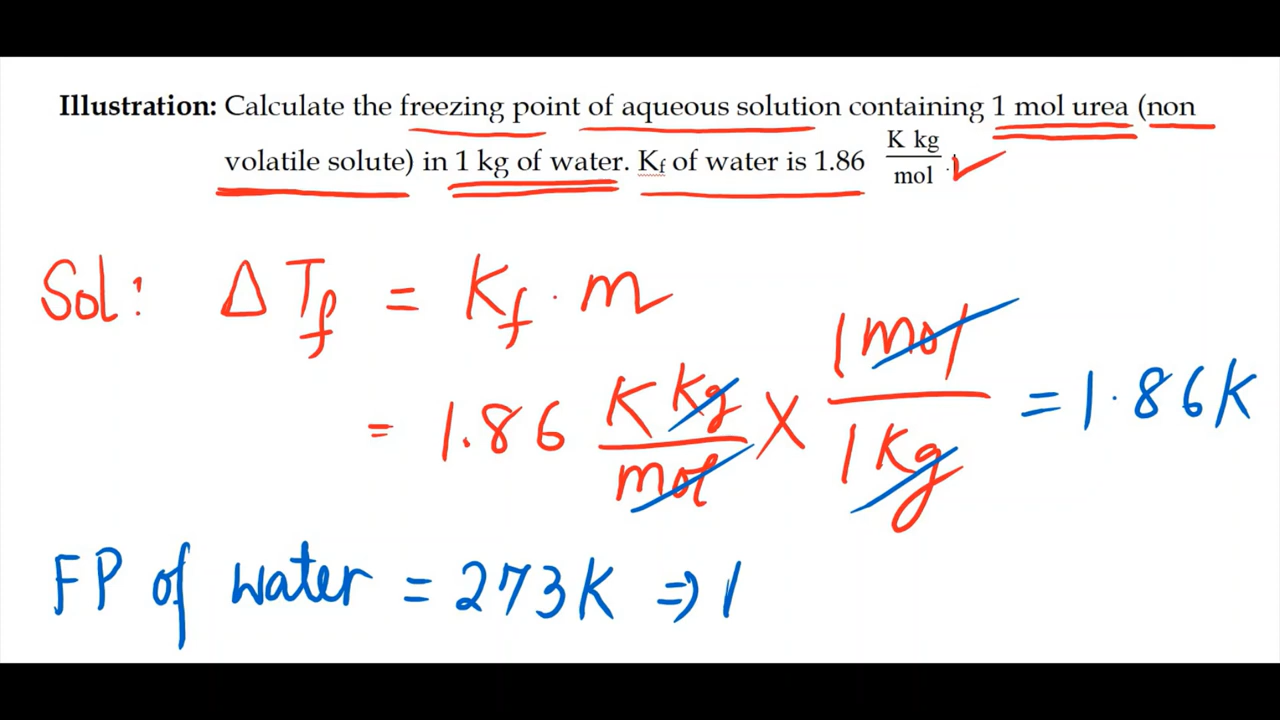 Illustration: Calculate the freezing point of aqueous solution containing 1 mol urea (non
volatile solute) in 1 kg of water. Kf of water is 1.86 K kg / mol .
Sol: Δ Tf = Kf · m
= 1.86 K kg / mol X 1 mol / 1 kg = 1.86 K
FP of water = 273 K ⇒ 1